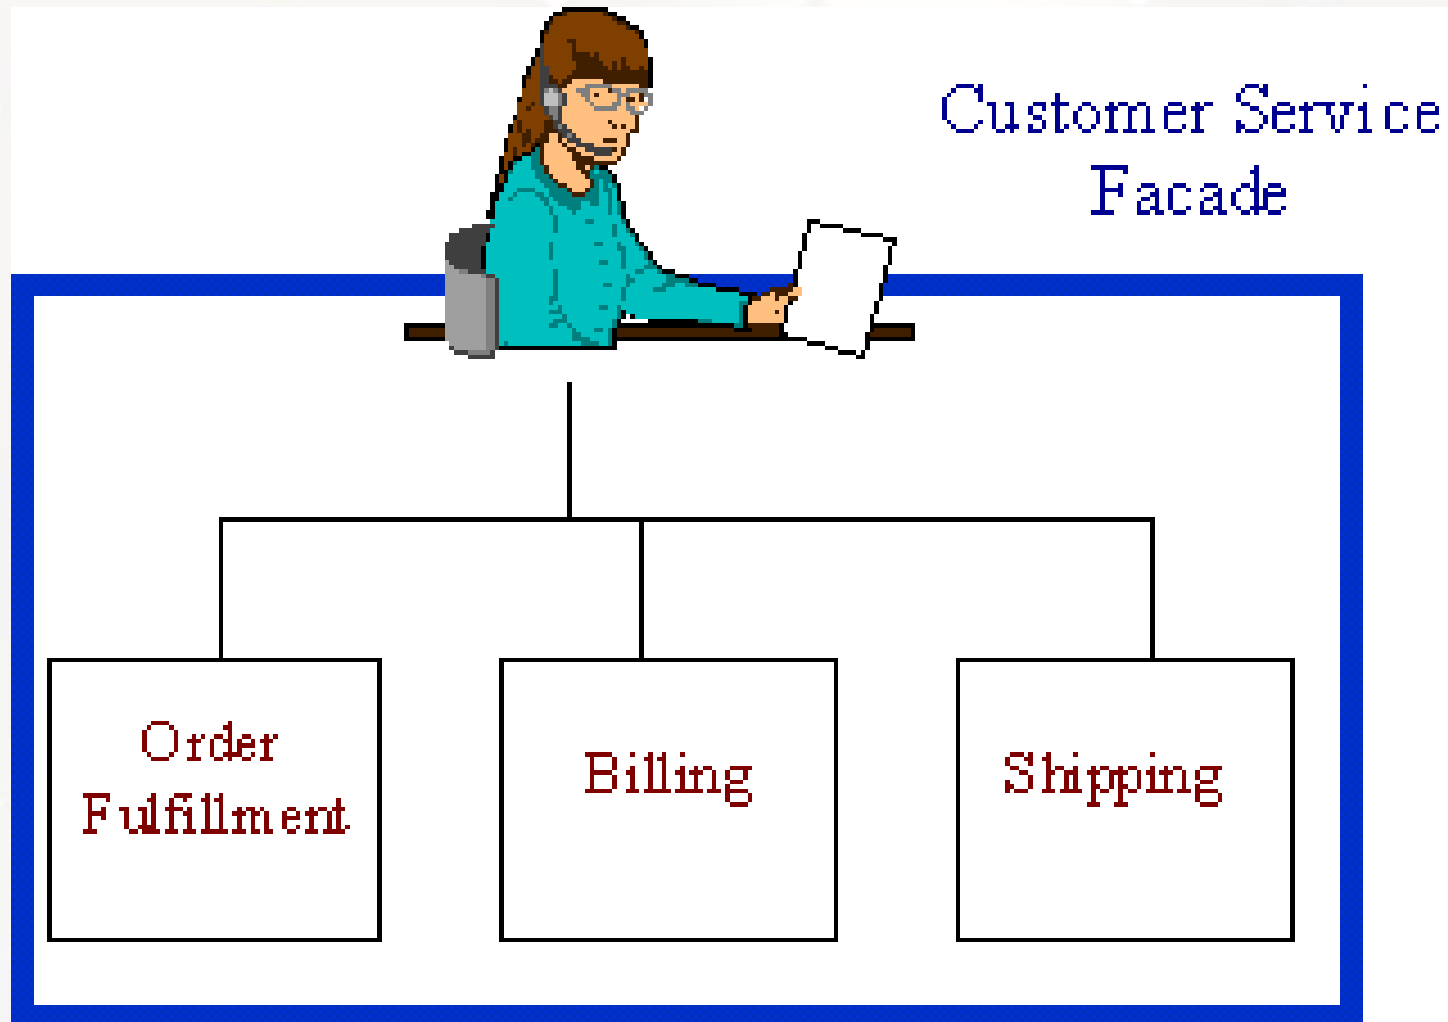 Customer Service
Facade
Order
Fulfillment
Billing
Shipping